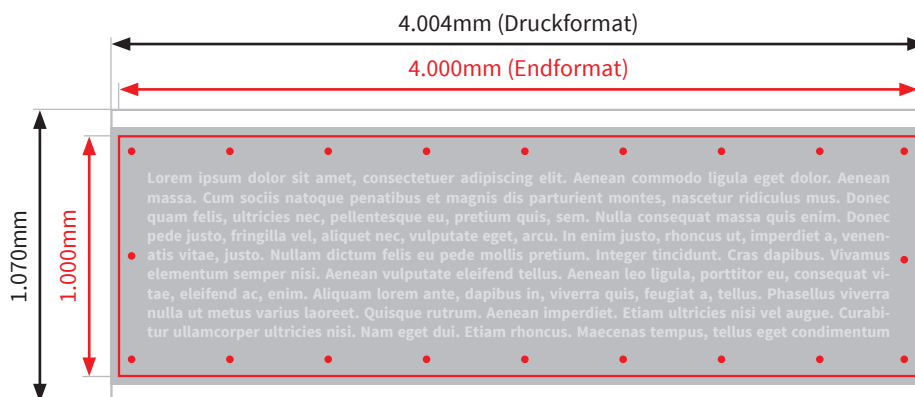 4.004mm (Druckformat)
4.000mm (Endformat)
1.070mm
1.000mm
Lorem ipsum dolor sit amet, consectetuer adipiscing elit. Aenean commodo ligula eget dolor. Aenean
massa. Cum sociis natoque penatibus et magnis dis parturient montes, nascetur ridiculus mus. Donec
quam felis, ultricies nec, pellentesque eu, pretium quis, sem. Nulla consequat massa quis enim. Donec
pede justo, fringilla vel, aliquet nec, vulputate eget, arcu. In enim justo, rhoncus ut, imperdiet a, venen-
atis vitae, justo. Nullam dictum felis eu pede mollis pretium. Integer tincidunt. Cras dapibus. Vivamus
elementum semper nisi. Aenean vulputate eleifend tellus. Aenean leo ligula, porttitor eu, consequat vi-
tae, eleifend ac, enim. Aliquam lorem ante, dapibus in, viverra quis, feugiat a, tellus. Phasellus viverra
nulla ut metus varius laoreet. Quisque rutrum. Aenean imperdiet. Etiam ultricies nisi vel augue. Curabi-
tur ullamcorper ultricies nisi. Nam eget dui. Etiam rhoncus. Maecenas tempus, tellus eget condimentum